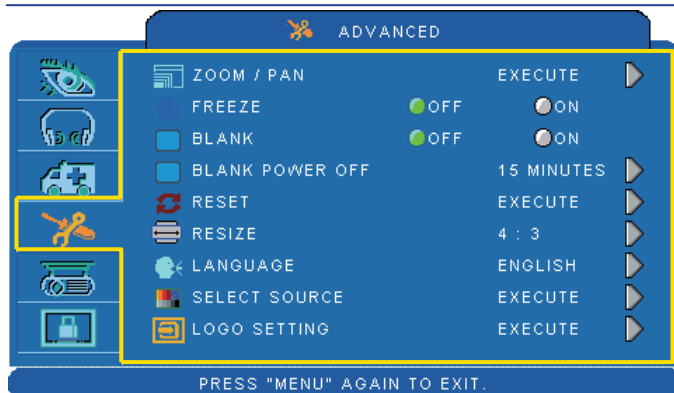 ADVANCED
ZOOM / PAN EXECUTE
FREEZE OFF ON
BLANK OFF ON
BLANK POWER OFF 15 MINUTES
RESET EXECUTE
RESIZE 4 : 3
LANGUAGE ENGLISH
SELECT SOURCE EXECUTE
LOGO SETTING EXECUTE
PRESS "MENU" AGAIN TO EXIT.